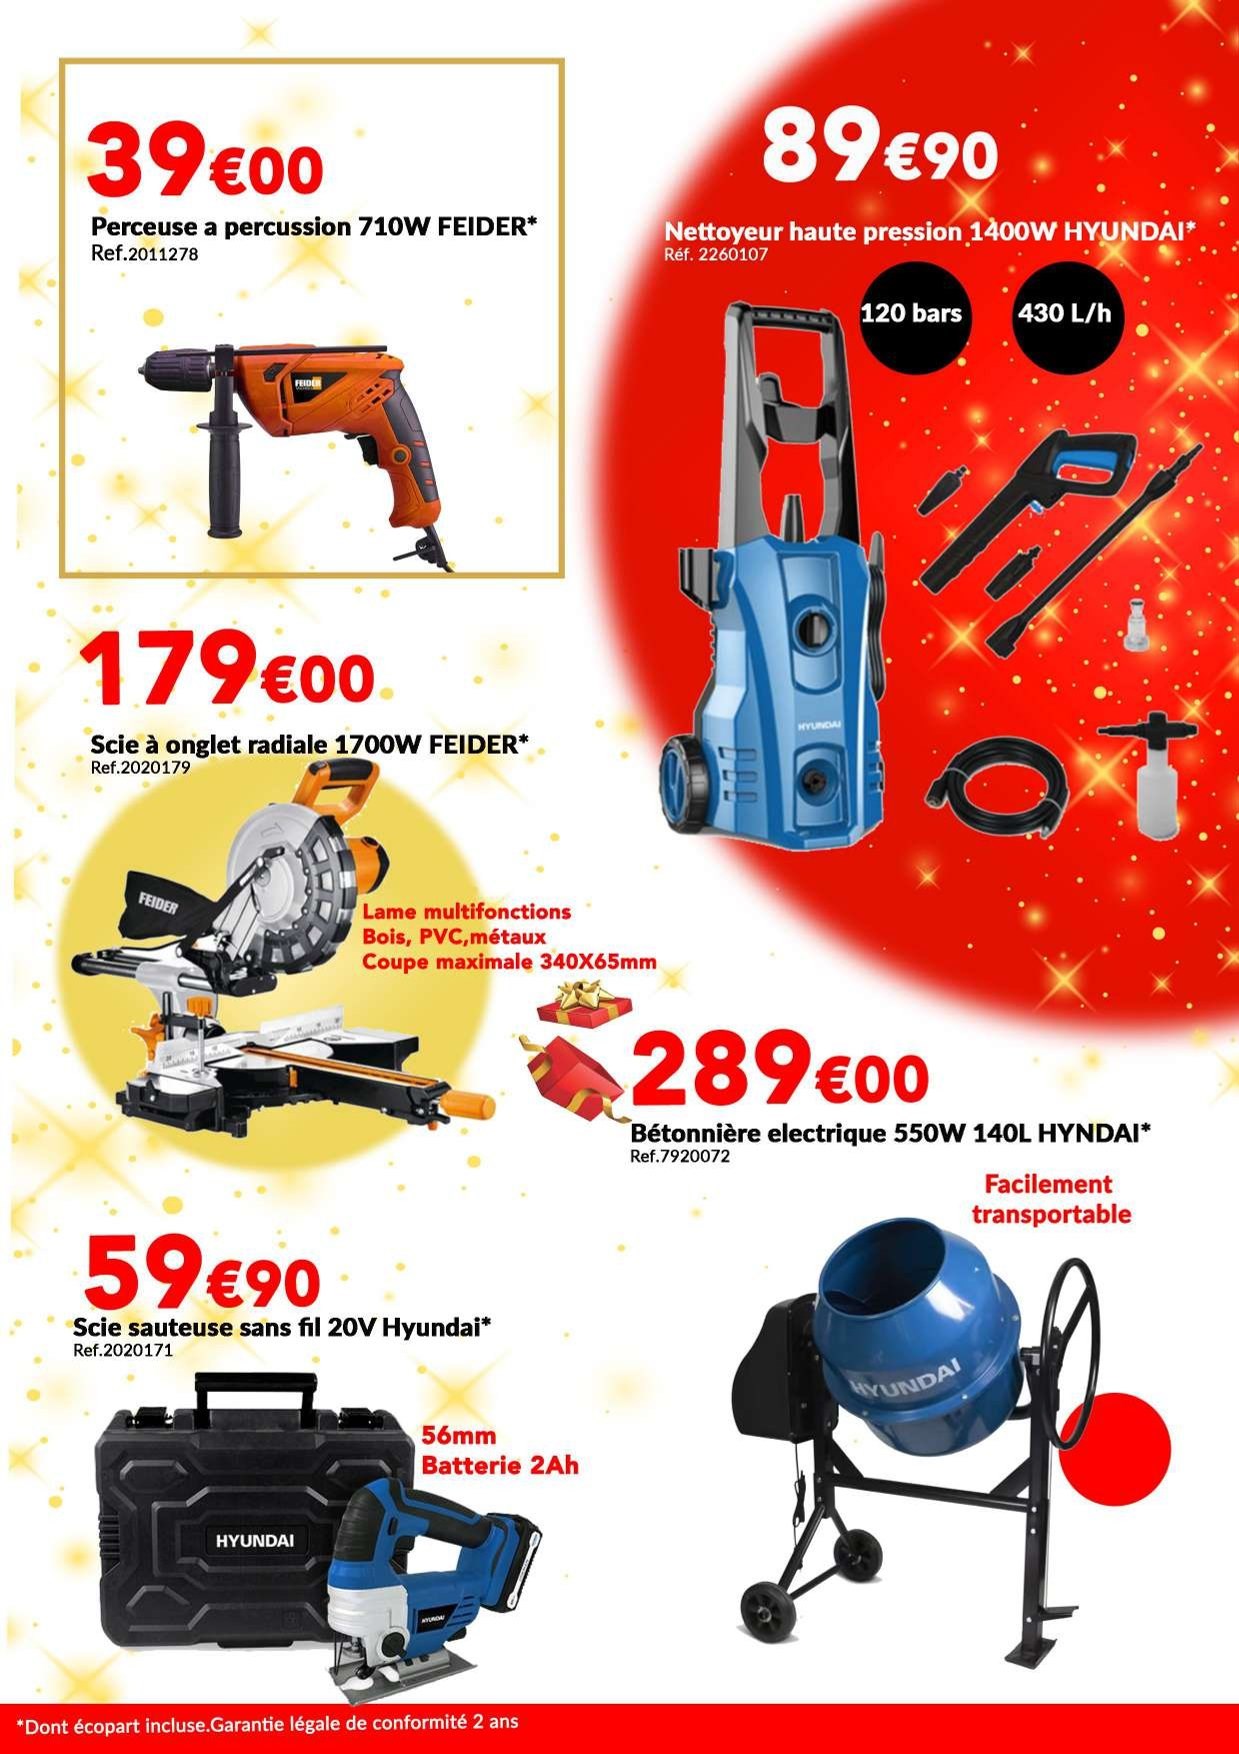 39€00
Perceuse a percussion 710W FEIDER*
Ref.2011278
FEIDER
89€90
Nettoyeur haute pression 1400W HYUNDAI*
Réf. 2260107
120 bars
430 L/h
HYUNDAI
179€00
Scie à onglet radiale 1700W FEIDER*
Ref.2020179
FEIDER
Lame multifonctions
Bois, PVC,métaux
Coupe maximale 340X65mm
289€00
Bétonnière electrique 550W 140L HYNDAI*
Ref.7920072
Facilement
transportable
HYUNDAI
59€90
Scie sauteuse sans fil 20V Hyundai*
Ref.2020171
56mm
Batterie 2Ah
HYUNDAI
HYUNDAI
*Dont écopart incluse.Garantie légale de conformité 2 ans